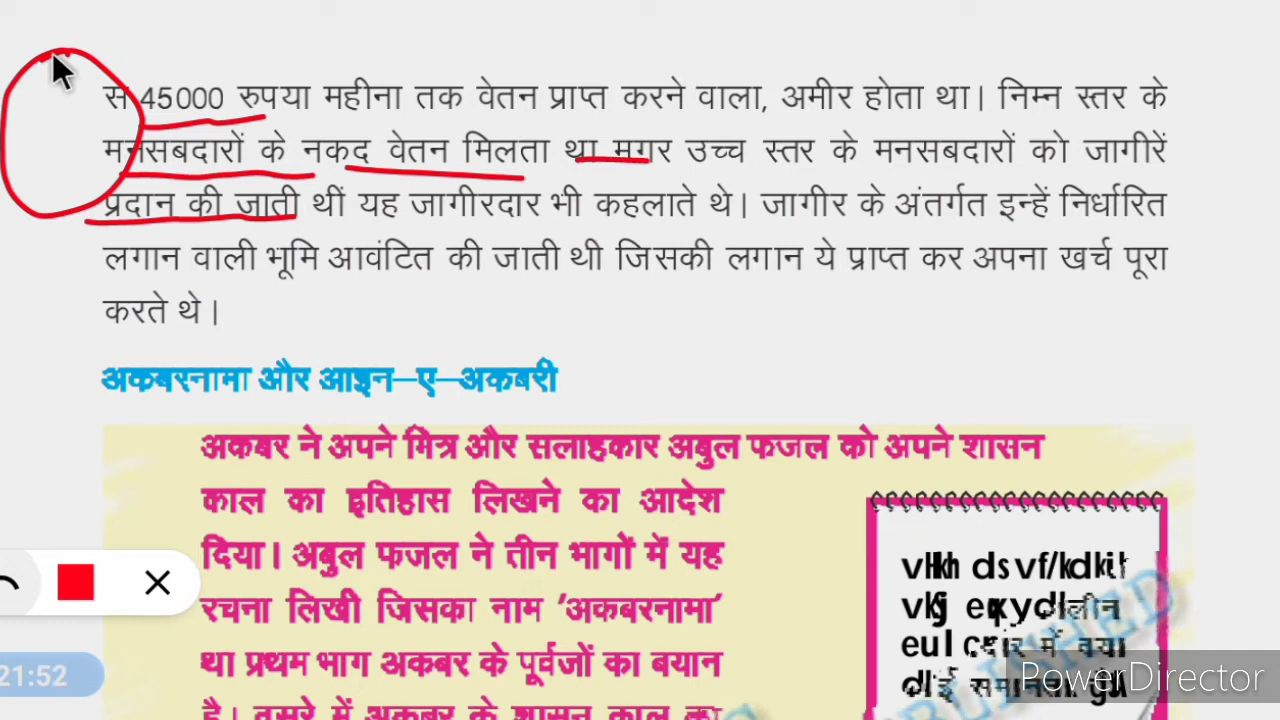 स 45000 रुपया महीना तक वेतन प्राप्त करने वाला, अमीर होता था। निम्न स्तर के
मनसबदारों के नकद वेतन मिलता था मगर उच्च स्तर के मनसबदारों को जागीरें
प्रदान की जाती थीं यह जागीरदार भी कहलाते थे। जागीर के अंतर्गत इन्हें निर्धारित
लगान वाली भूमि आवंटित की जाती थी जिसकी लगान ये प्राप्त कर अपना खर्च पूरा
करते थे।
अकबरनामा और आइन–ए–अकबरी
अकबर ने अपने मित्र और सलाहकार अबुल फजल को अपने शासन
काल का इतिहास लिखने का आदेश
दिया। अबुल फजल ने तीन भागों में यह
रचना लिखी जिसका नाम ’अकबरनामा’
था प्रथम भाग अकबर के पूर्वजों का बयान
है। दूसरे में अकबर के शासन काल का
में क्या
21:52
PowerDirector